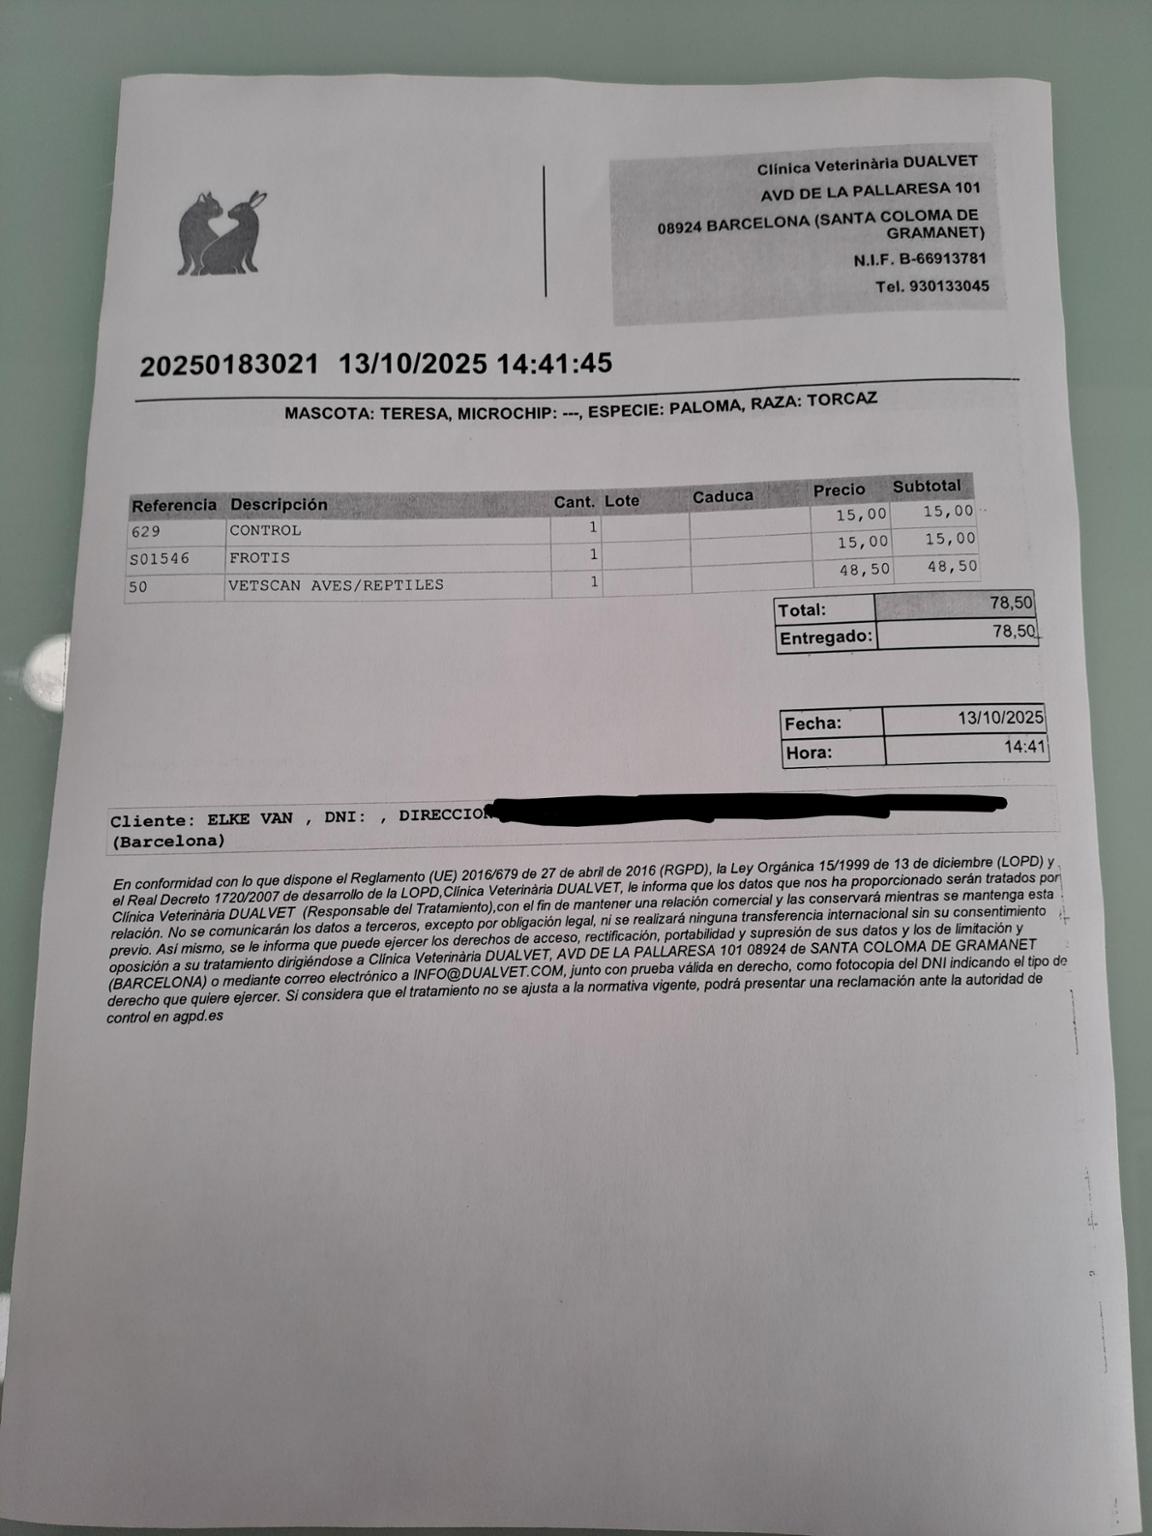 Clínica Veterinària DUALVET
AVD DE LA PALLARESA 101
08924 BARCELONA (SANTA COLOMA DE
GRAMANET)
N.I.F. B-66913781
Tel. 930133045
20250183021 13/10/2025 14:41:45
MASCOTA: TERESA, MICROCHIP: ---, ESPECIE: PALOMA, RAZA: TORCAZ
Referencia Descripción Cant. Lote Caduca Precio Subtotal
629 CONTROL 1 15,00 15,00
S01546 FROTIS 1 15,00 15,00
50 VETSCAN AVES/REPTILES 1 48,50 48,50
Total: 78,50
Entregado: 78,50
Fecha: 13/10/2025
Hora: 14:41
Cliente: ELKE VAN , DNI: , DIRECCION
(Barcelona)
En conformidad con lo que dispone el Reglamento (UE) 2016/679 de 27 de abril de 2016 (RGPD), la Ley Orgánica 15/1999 de 13 de diciembre (LOPD) y
el Real Decreto 1720/2007 de desarrollo de la LOPD,Clínica Veterinària DUALVET, le informa que los datos que nos ha proporcionado serán tratados por
Clínica Veterinària DUALVET (Responsable del Tratamiento),con el fin de mantener una relación comercial y las conservará mientras se mantenga esta
relación. No se comunicarán los datos a terceros, excepto por obligación legal, ni se realizará ninguna transferencia internacional sin su consentimiento
previo. Así mismo, se le informa que puede ejercer los derechos de acceso, rectificación, portabilidad y supresión de sus datos y los de limitación y
oposición a su tratamiento dirigiéndose a Clínica Veterinària DUALVET, AVD DE LA PALLARESA 101 08924 de SANTA COLOMA DE GRAMANET
(BARCELONA) o mediante correo electrónico a INFO@DUALVET.COM, junto con prueba válida en derecho, como fotocopia del DNI indicando el tipo de
derecho que quiere ejercer. Sí considera que el tratamiento no se ajusta a la normativa vigente, podrá presentar una reclamación ante la autoridad de
control en agpd.es